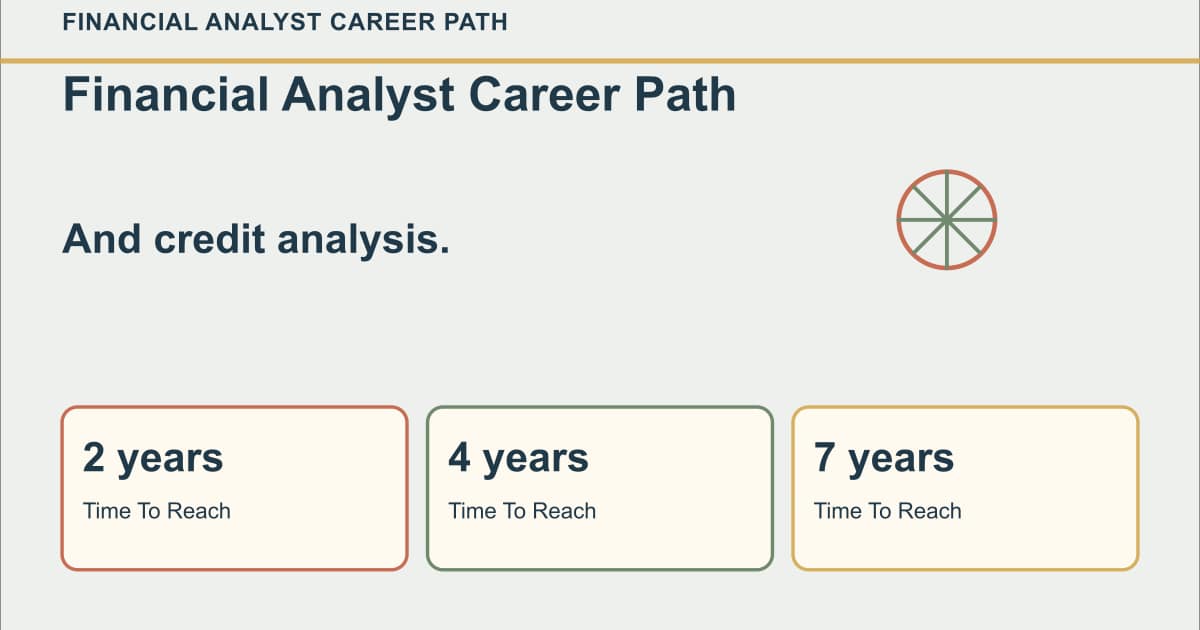 FINANCIAL ANALYST CAREER PATH
Financial Analyst Career Path
And credit analysis.
2 years
Time To Reach
4 years
Time To Reach
7 years
Time To Reach